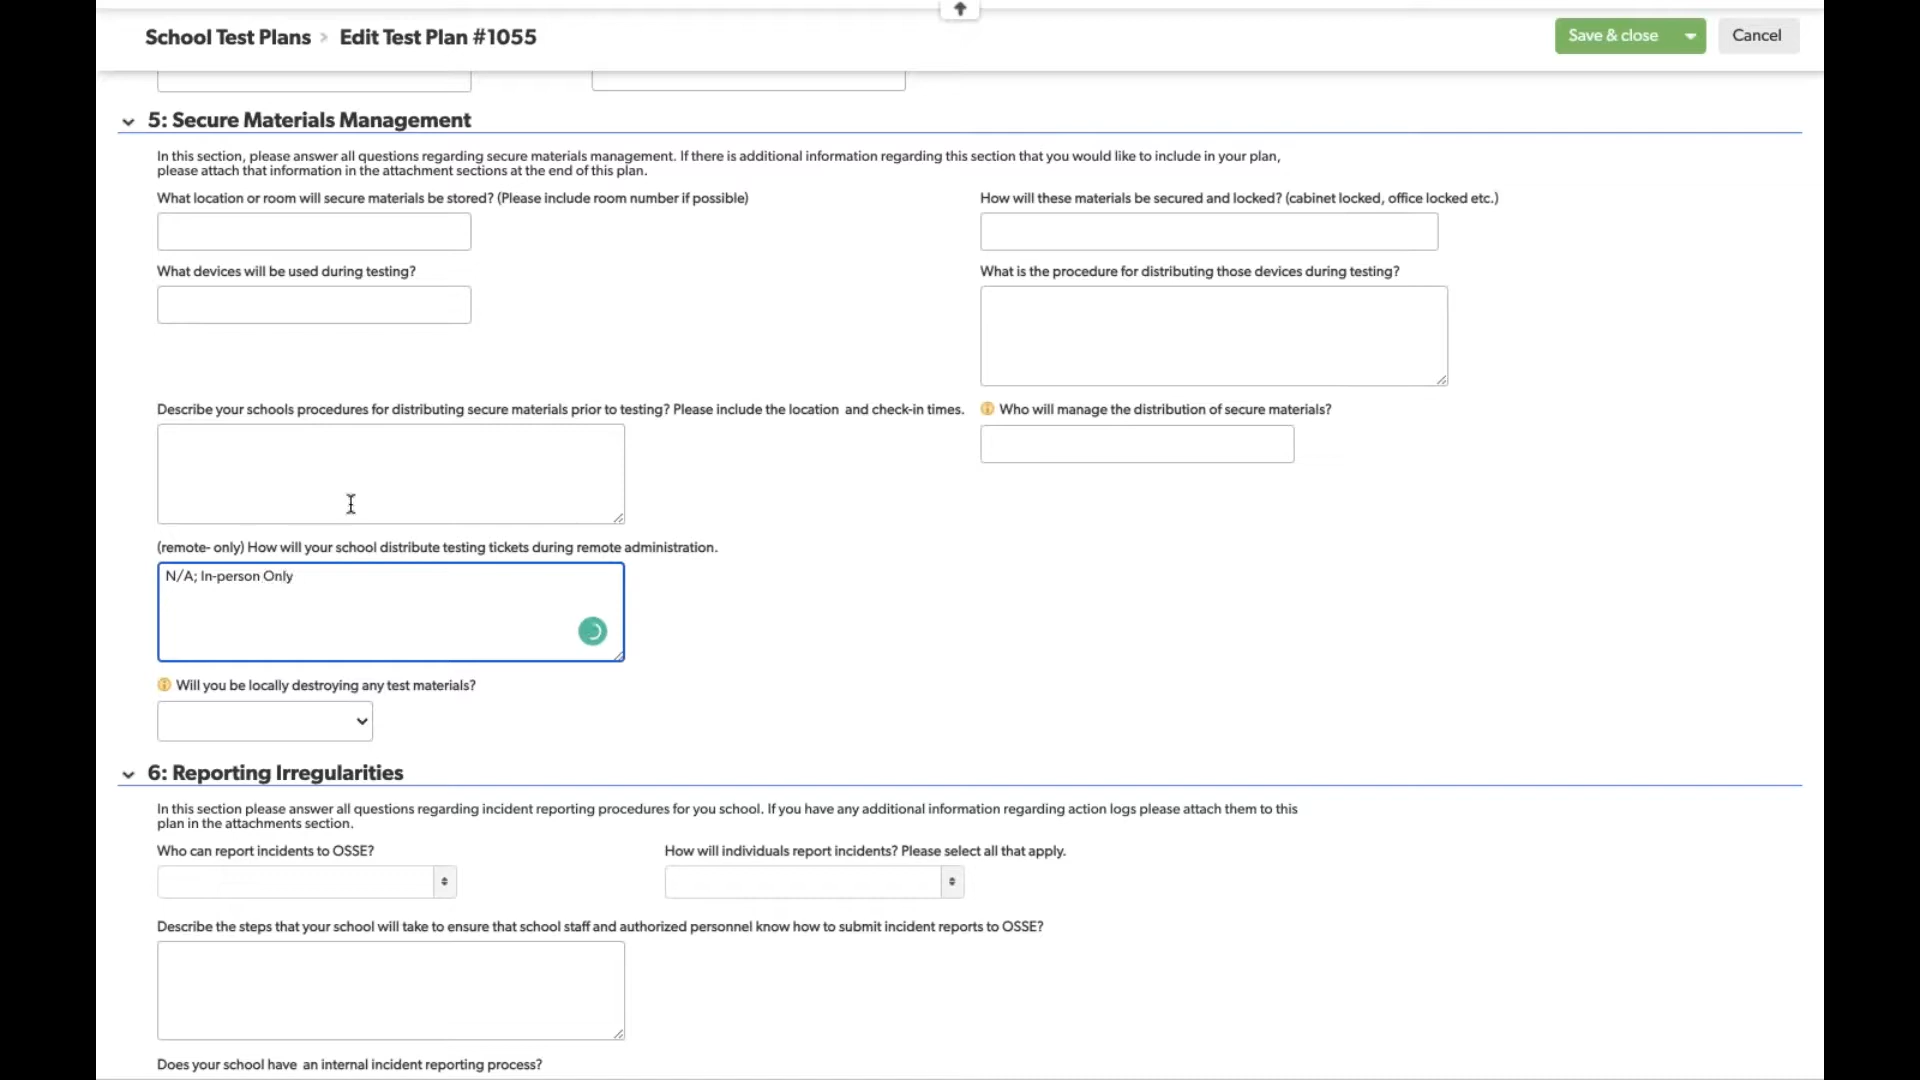 School Test Plans > Edit Test Plan #1055
Save & close
Cancel
5: Secure Materials Management
In this section, please answer all questions regarding secure materials management. If there is additional information regarding this section that you would like to include in your plan,
please attach that information in the attachment sections at the end of this plan.
What location or room will secure materials be stored? (Please include room number if possible)
How will these materials be secured and locked? (cabinet locked, office locked etc.)
What devices will be used during testing?
What is the procedure for distributing those devices during testing?
Describe your schools procedures for distributing secure materials prior to testing? Please include the location and check-in times.
Who will manage the distribution of secure materials?
(remote- only) How will your school distribute testing tickets during remote administration.
N/A; In-person Only
Will you be locally destroying any test materials?
6: Reporting Irregularities
In this section please answer all questions regarding incident reporting procedures for you school. If you have any additional information regarding action logs please attach them to this
plan in the attachments section.
Who can report incidents to OSSE?
How will individuals report incidents? Please select all that apply.
Describe the steps that your school will take to ensure that school staff and authorized personnel know how to submit incident reports to OSSE?
Does your school have an internal incident reporting process?